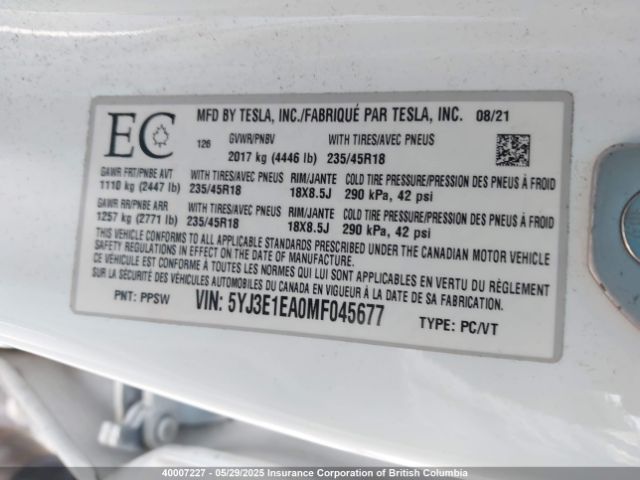 MFD BY TESLA, INC./FABRIQUÉ PAR TESLA, INC. 08/21
EC 126 GVWR/PNBV WITH TIRES/AVEC PNEUS
2017 kg (4446 lb) 235/45R18
GAWR FRT/PNBE AVT WITH TIRES/AVEC PNEUS RIM/JANTE COLD TIRE PRESSURE/PRESSION DES PNEUS À FROID
1110 kg (2447 lb) 235/45R18 18X8.5J 290 kPa, 42 psi
GAWR RR/PNBE ARR WITH TIRES/AVEC PNEUS RIM/JANTE COLD TIRE PRESSURE/PRESSION DES PNEUS À FROID
1257 kg (2771 lb) 235/45R18 18X8.5J 290 kPa, 42 psi
THIS VEHICLE CONFORMS TO ALL APPLICABLE STANDARDS PRESCRIBED UNDER THE CANADIAN MOTOR VEHICLE
SAFETY REGULATIONS IN EFFECT ON THE DATE OF MANUFACTURE.
CE VÉHICULE EST CONFORME À TOUTES LES NORMES QUI LUI SONT APPLICABLES EN VERTU DU RÈGLEMENT
SUR LA SÉCURITÉ DES VÉHICULES AUTOMOBILES DU CANADA EN VIGUEUR À LA DATE DE SA FABRICATION.
PNT: PPSW VIN: 5YJ3E1EA0MF045677 TYPE: PC/VT
40007227 - 05/29/2025 Insurance Corporation of British Columbia